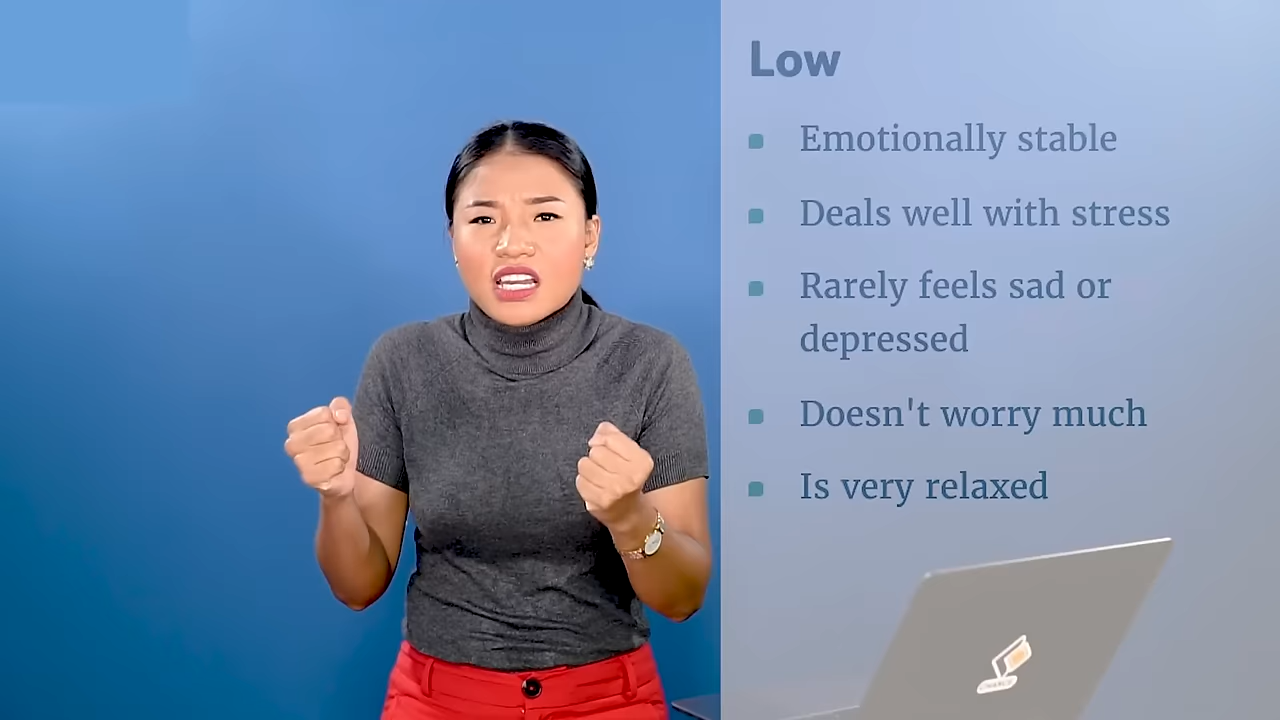 Low
Emotionally stable
Deals well with stress
Rarely feels sad or
depressed
Doesn't worry much
Is very relaxed